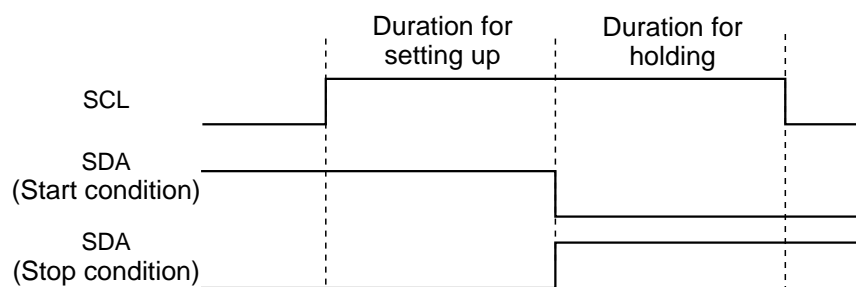 Duration for
setting up
Duration for
holding
SCL
SDA
(Start condition)
SDA
(Stop condition)